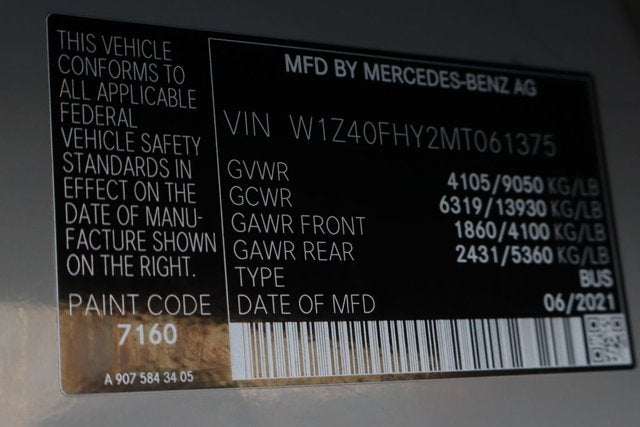 THIS VEHICLE
CONFORMS TO
ALL APPLICABLE
FEDERAL
VEHICLE SAFETY
STANDARDS IN
EFFECT ON THE
DATE OF MANU-
FACTURE SHOWN
ON THE RIGHT.
PAINT CODE
7160
A 907 584 34 05
MFD BY MERCEDES-BENZ AG
VIN W1Z40FHY2MT061375
GVWR 4105/9050 KG/LB
GCWR 6319/13930 KG/LB
GAWR FRONT 1860/4100 KG/LB
GAWR REAR 2431/5360 KG/LB
TYPE BUS
DATE OF MFD 06/2021